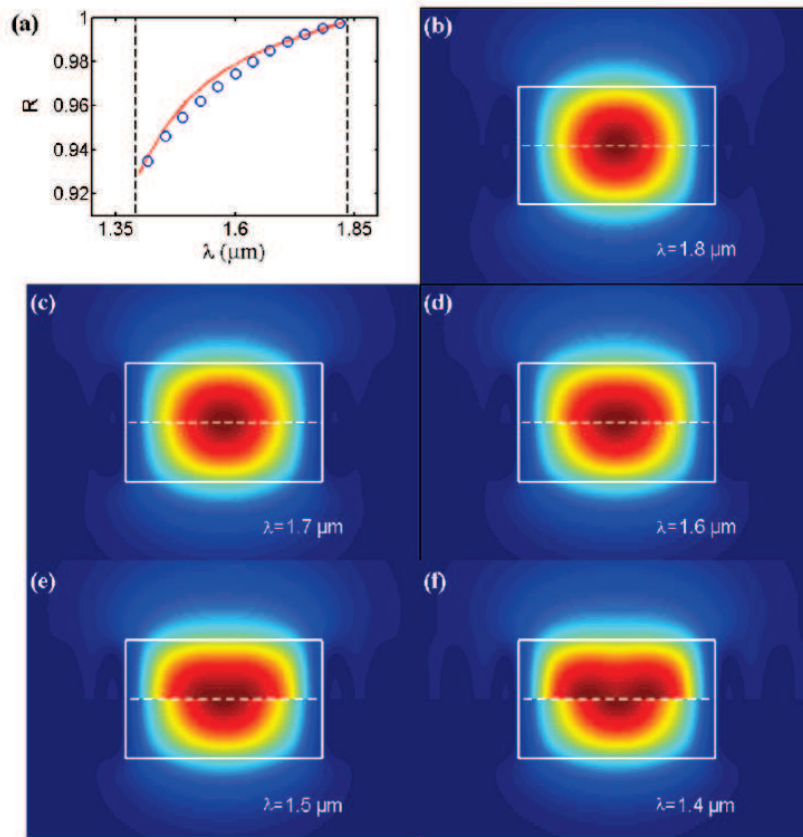 (a)
1
0.98
0.96
0.94
0.92
R
1.35
1.6
1.85
λ (μm)
(b)
λ=1.8 μm
(c)
λ=1.7 μm
(d)
λ=1.6 μm
(e)
λ=1.5 μm
(f)
λ=1.4 μm